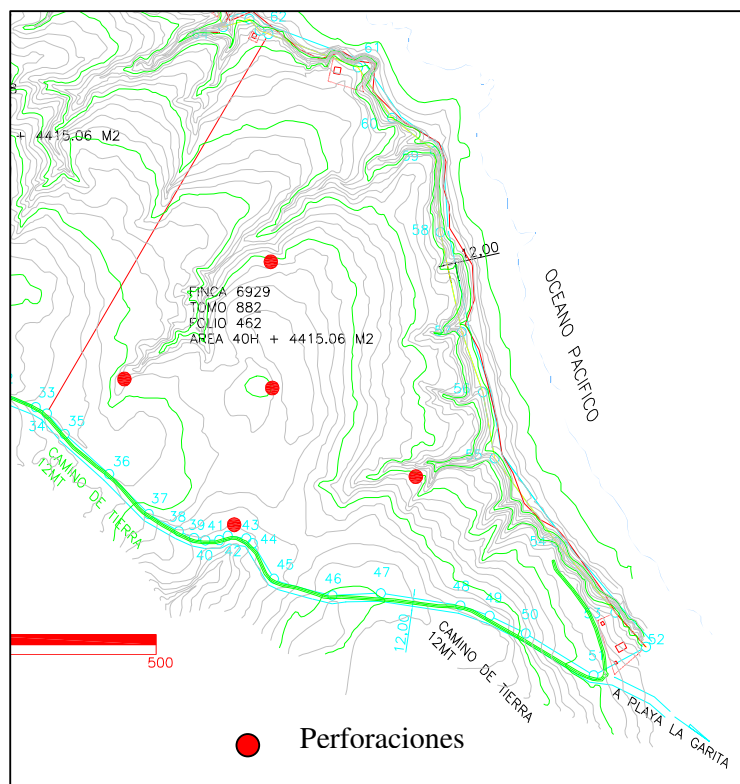 62
6
60
59
58
12,00
+ 4415.06 M2
OCEANO PACIFICO
FINCA 6929
TOMO 882
FOLIO 462
AREA 40H + 4415.06 M2
33
34
35
36
37
38
39
40
41
42
43
44
45
46
47
48
49
50
52
53
54
55
CAMINO DE TIERRA
12MT
12,00
CAMINO DE TIERRA
12MT
500
A PLAYA LA GARITA
Perforaciones